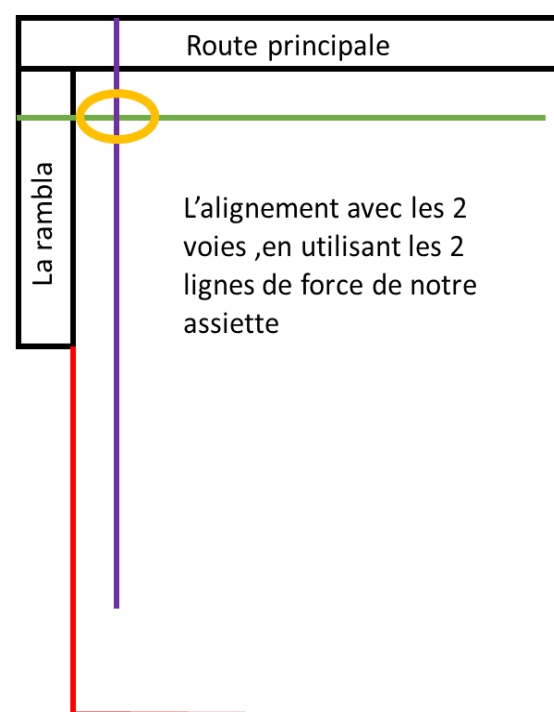 Route principale
La rambla
L’alignement avec les 2
voies ,en utilisant les 2
lignes de force de notre
assiette